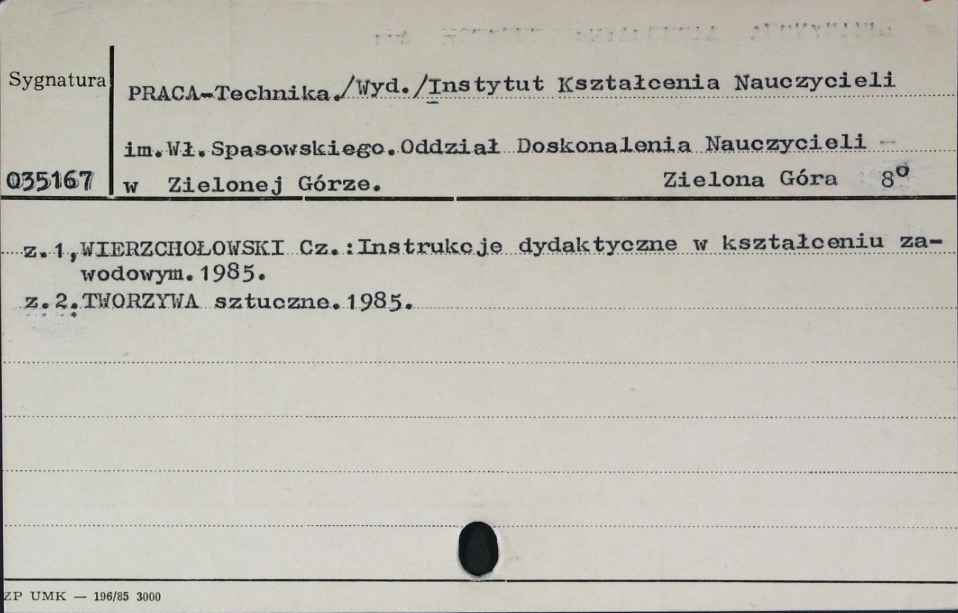 Sygnatura
PRACA-Technika./Wyd./Instytut Kształcenia Nauczycieli
im.Wł.Spasowskiego.Oddział Doskonalenia Nauczycieli
035167 w Zielonej Górze. Zielona Góra 8°
z.1,WIERZCHOŁOWSKI Cz.:Instrukcje dydaktyczne w kształceniu za-
wodowym.1985.
z.2.TWORZYWA sztuczne.1985.
ZP UMK — 196/85 3000